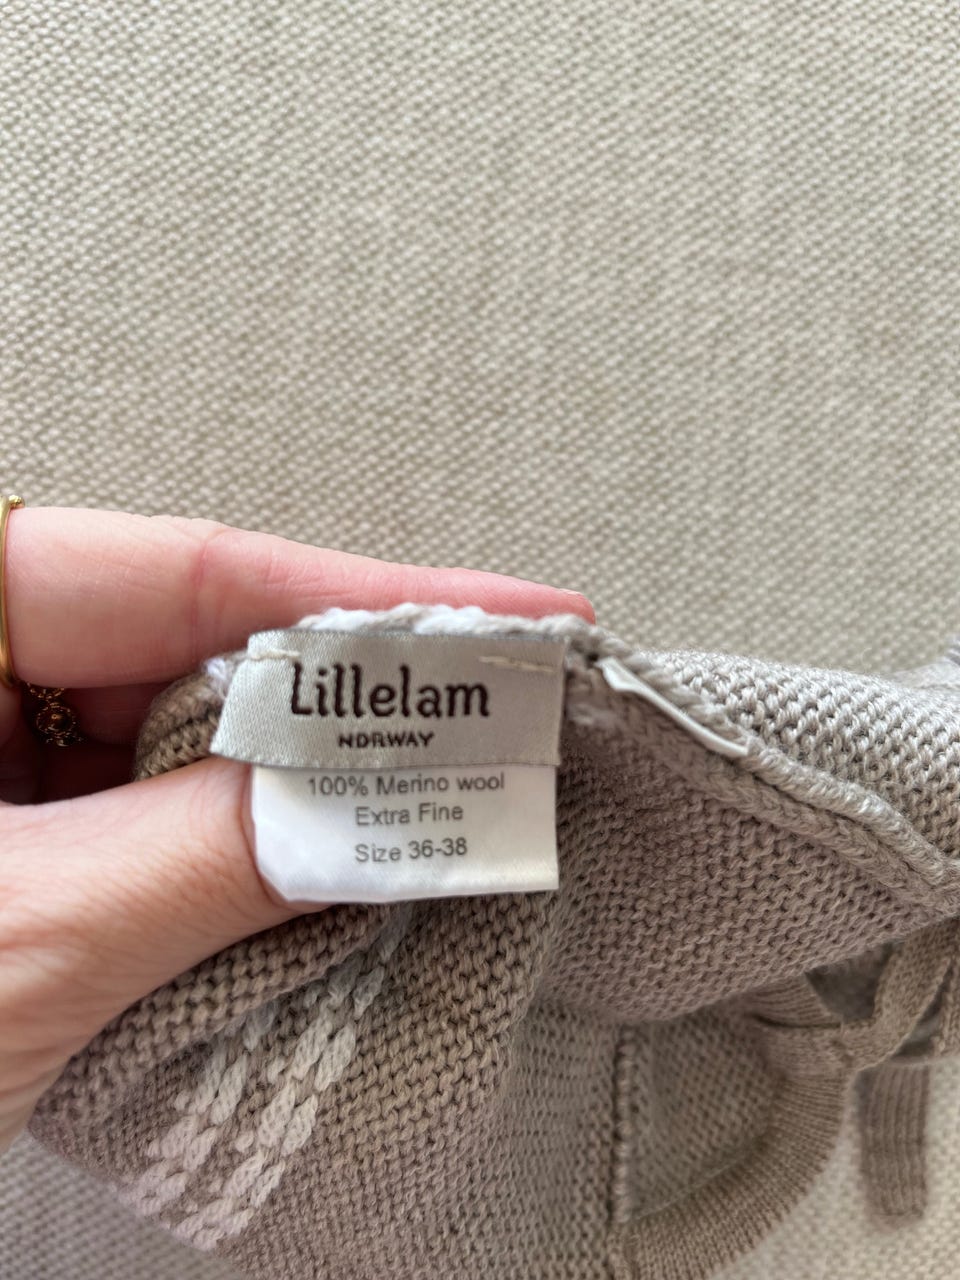 Lillelam
NORWAY
100% Merino wool
Extra Fine
Size 36-38